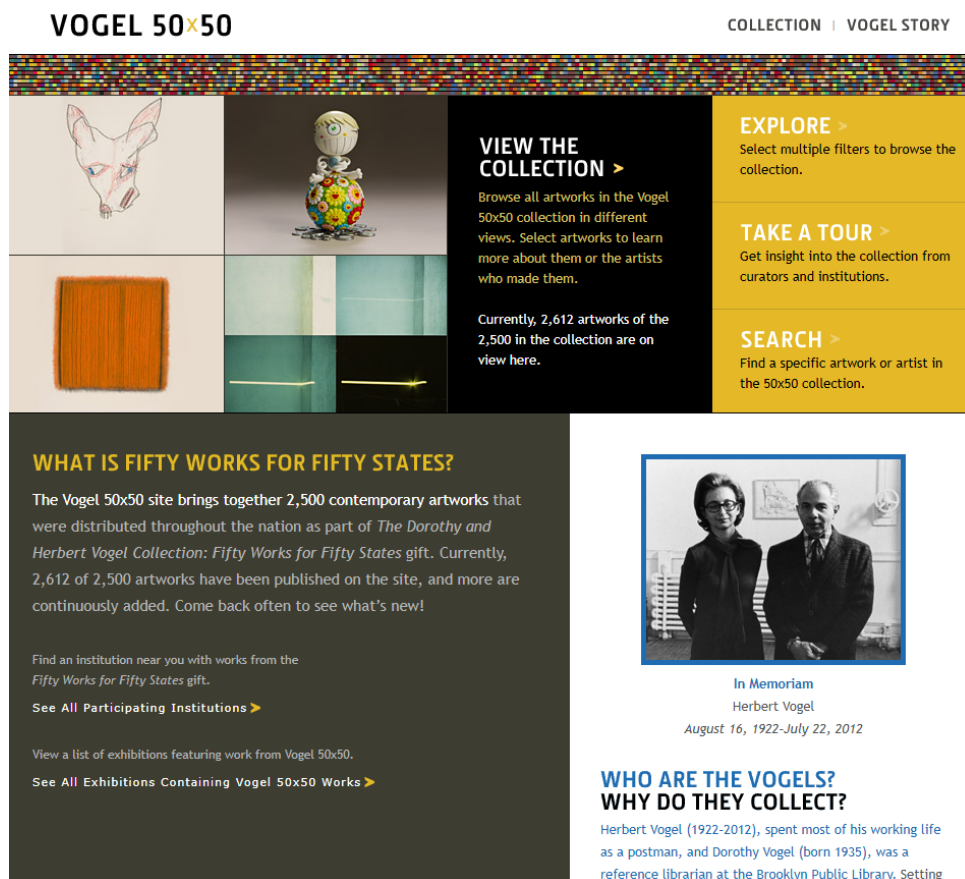 VOGEL 50x50
COLLECTION | VOGEL STORY
VIEW THE
COLLECTION >
Browse all artworks in the Vogel
50x50 collection in different
views. Select artworks to learn
more about them or the artists
who made them.
Currently, 2,612 artworks of the
2,500 in the collection are on
view here.
EXPLORE >
Select multiple filters to browse the
collection.
TAKE A TOUR >
Get insight into the collection from
curators and institutions.
SEARCH >
Find a specific artwork or artist in
the 50x50 collection.
WHAT IS FIFTY WORKS FOR FIFTY STATES?
The Vogel 50x50 site brings together 2,500 contemporary artworks that
were distributed throughout the nation as part of The Dorothy and
Herbert Vogel Collection: Fifty Works for Fifty States gift. Currently,
2,612 of 2,500 artworks have been published on the site, and more are
continuously added. Come back often to see what's new!
Find an institution near you with works from the
Fifty Works for Fifty States gift.
See All Participating Institutions >
View a list of exhibitions featuring work from Vogel 50x50.
See All Exhibitions Containing Vogel 50x50 Works >
In Memoriam
Herbert Vogel
August 16, 1922-July 22, 2012
WHO ARE THE VOGELS?
WHY DO THEY COLLECT?
Herbert Vogel (1922-2012), spent most of his working life
as a postman, and Dorothy Vogel (born 1935), was a
reference librarian at the Brooklyn Public Library. Setting